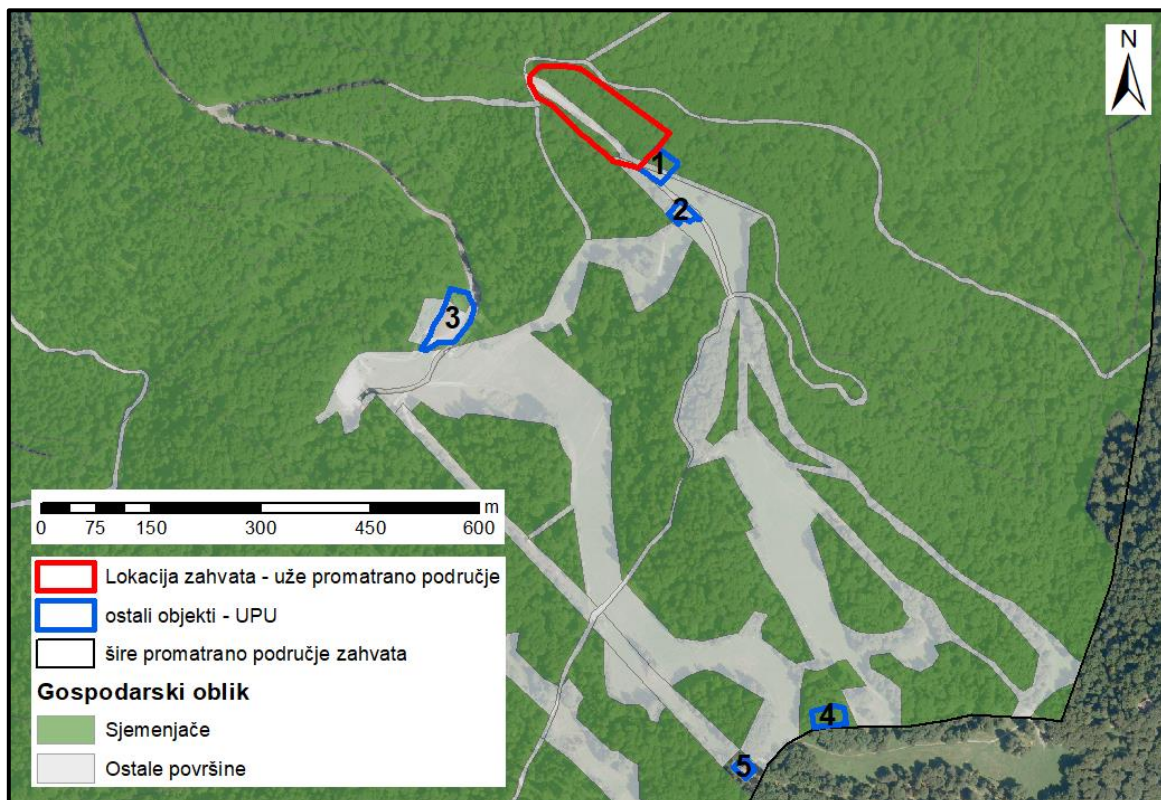 N
1
2
3
m
0 75 150 300 450 600
Lokacija zahvata - uže promatrano područje
ostali objekti - UPU
šire promatrano područje zahvata
Gospodarski oblik
Sjemenjače
Ostale površine
4
5